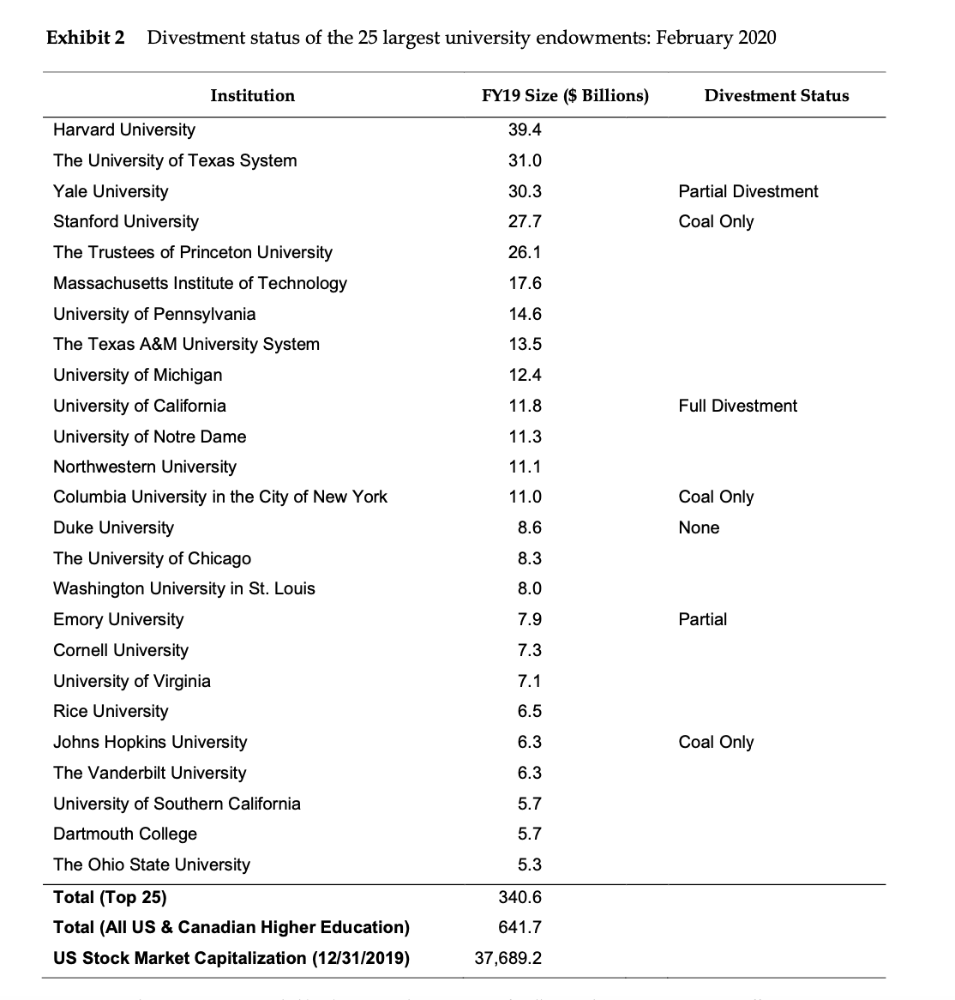 Exhibit 2 Divestment status of the 25 largest university endowments: February 2020
Institution FY19 Size ($ Billions) Divestment Status
Harvard University 39.4
The University of Texas System 31.0
Yale University 30.3 Partial Divestment
Stanford University 27.7 Coal Only
The Trustees of Princeton University 26.1
Massachusetts Institute of Technology 17.6
University of Pennsylvania 14.6
The Texas A&M University System 13.5
University of Michigan 12.4
University of California 11.8 Full Divestment
University of Notre Dame 11.3
Northwestern University 11.1
Columbia University in the City of New York 11.0 Coal Only
Duke University 8.6 None
The University of Chicago 8.3
Washington University in St. Louis 8.0
Emory University 7.9 Partial
Cornell University 7.3
University of Virginia 7.1
Rice University 6.5
Johns Hopkins University 6.3 Coal Only
The Vanderbilt University 6.3
University of Southern California 5.7
Dartmouth College 5.7
The Ohio State University 5.3
Total (Top 25) 340.6
Total (All US & Canadian Higher Education) 641.7
US Stock Market Capitalization (12/31/2019) 37,689.2